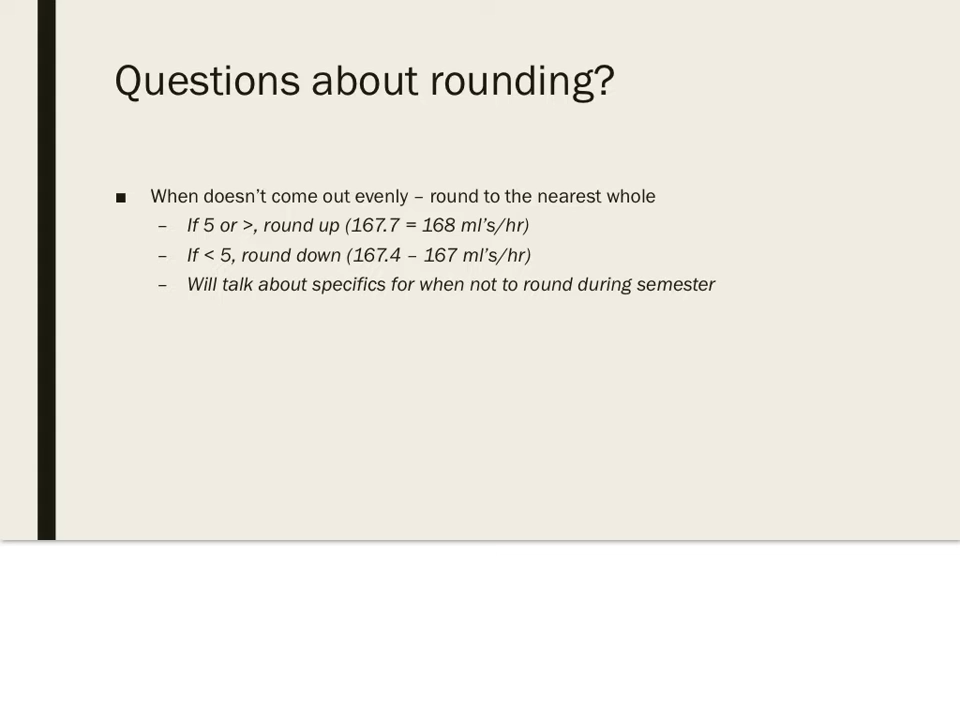 Questions about rounding?
■ When doesn’t come out evenly – round to the nearest whole
– If 5 or >, round up (167.7 = 168 ml’s/hr)
– If < 5, round down (167.4 – 167 ml’s/hr)
– Will talk about specifics for when not to round during semester